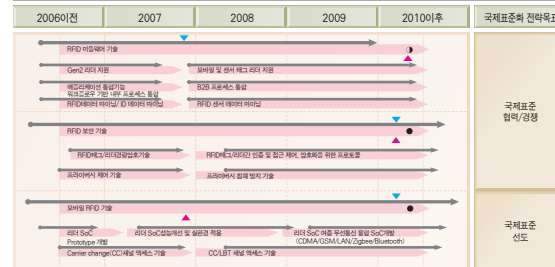 2006이전 2007 2008 2009 2010이후 국제표준화 전략목표
RFID 미들웨어 기술
Gen2 리더 지원 모바일 및 센서 태그 리더 지원
애플리케이션 통합기능 B2B 프로세스 통합
워크플로우 기반 내부 프로세스 통합
RFID데이터 마이닝/ ID 데이터 마이닝 RFID 센서 데이터 마이닝
국제표준
협력/경쟁
RFID 보안 기술
RFID태그/리더경량암호기술 RFID태그/리더간 인증 및 접근 제어, 암호화를 위한 프로토콜
프라이버시 제어 기술 프라이버시 침해 방지 기술
모바일 RFID 기술
리더 SoC 리더 SoC성능개선 및 실환경 적용 리더 SoC 여종 무선통신 융합 SoC개발
Prototype 개발 (CDMA/GSM/LAN/Zigbee/Bluetooth)
Carrier change(CC)채널 액세스 기술 CC/LBT 채널 액세스 기술
국제표준
선도